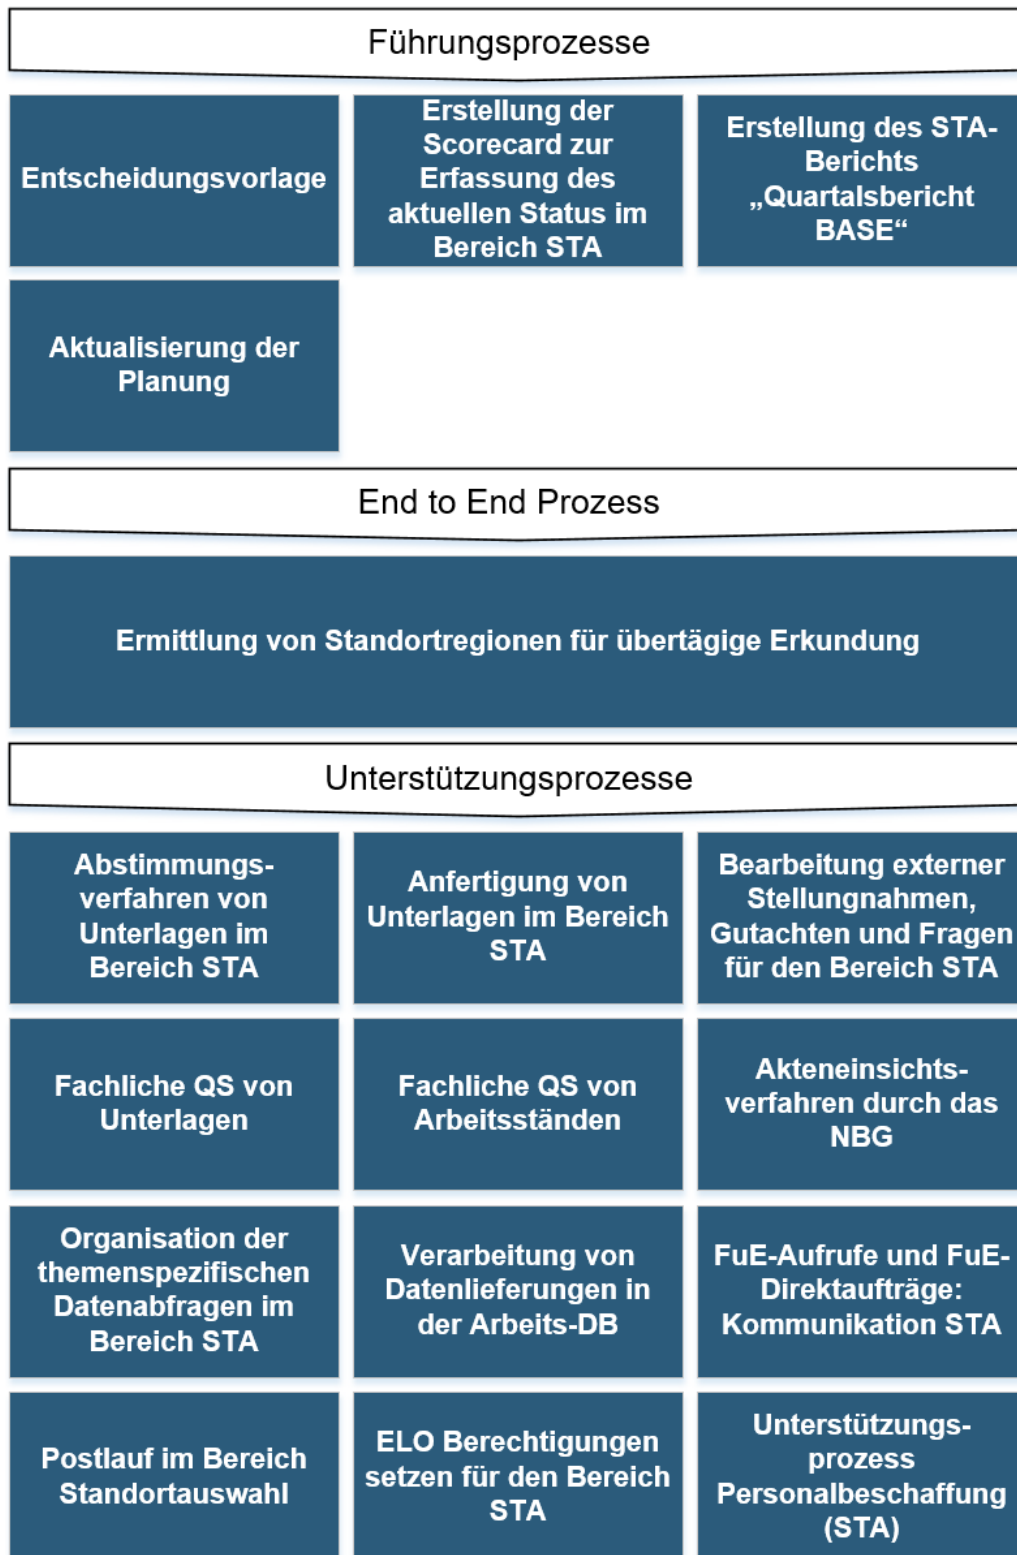 Führungsprozesse
Entscheidungsvorlage
Erstellung der
Scorecard zur
Erfassung des
aktuellen Status im
Bereich STA
Erstellung des STA-
Berichts
„Quartalsbericht
BASE“
Aktualisierung der
Planung
End to End Prozess
Ermittlung von Standortregionen für übertägige Erkundung
Unterstützungsprozesse
Abstimmungs-
verfahren von
Unterlagen im
Bereich STA
Anfertigung von
Unterlagen im Bereich
STA
Bearbeitung externer
Stellungnahmen,
Gutachten und Fragen
für den Bereich STA
Fachliche QS von
Unterlagen
Fachliche QS von
Arbeitsständen
Akteneinsichts-
verfahren durch das
NBG
Organisation der
themenspezifischen
Datenabfragen im
Bereich STA
Verarbeitung von
Datenlieferungen in
der Arbeits-DB
FuE-Aufrufe und FuE-
Direktaufträge:
Kommunikation STA
Postlauf im Bereich
Standortauswahl
ELO Berechtigungen
setzen für den Bereich
STA
Unterstützungs-
prozess
Personalbeschaffung
(STA)